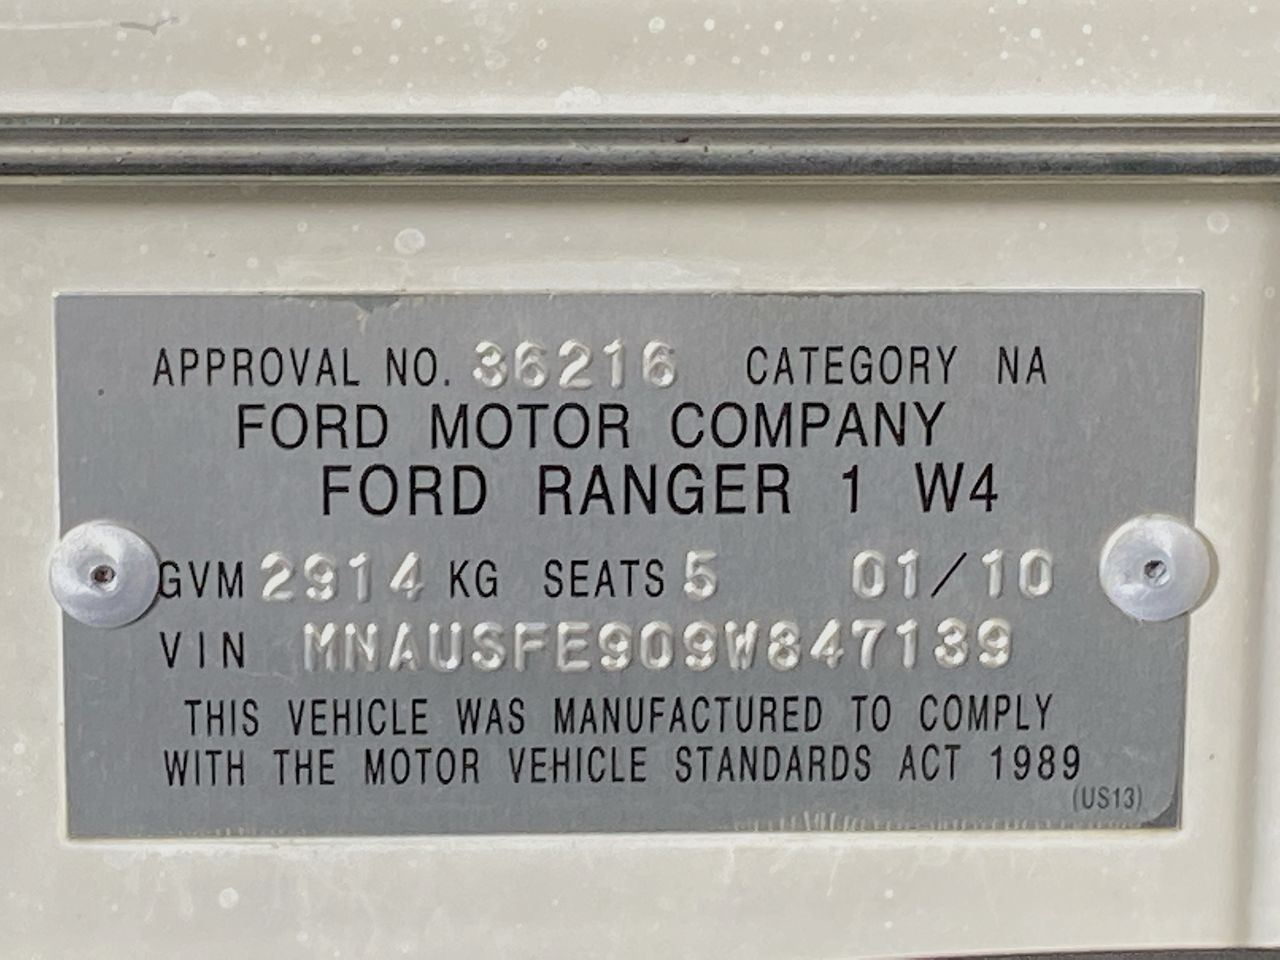 APPROVAL NO. 36216 CATEGORY NA
FORD MOTOR COMPANY
FORD RANGER 1 W4
GVM 2914 KG SEATS 5 01/10
VIN MNAUSFE909W847139
THIS VEHICLE WAS MANUFACTURED TO COMPLY
WITH THE MOTOR VEHICLE STANDARDS ACT 1989
(US13)